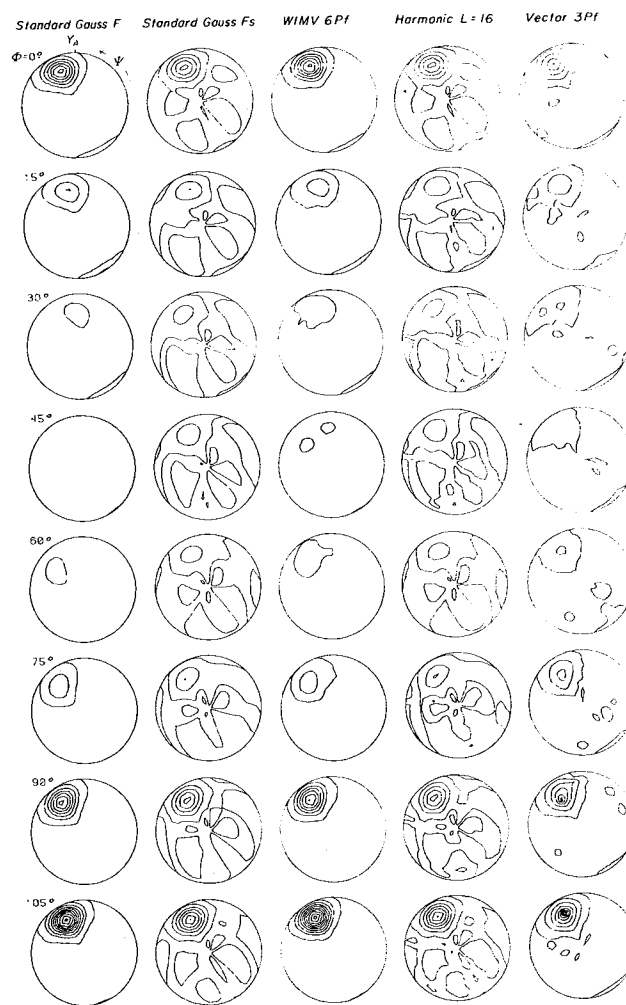 Standard Gauss F Standard Gauss Fs WIMV 6Pf Harmonic L=16 Vector 3Pf
Y_A
Φ=0° Ψ
15°
30°
45°
60°
75°
90°
105°